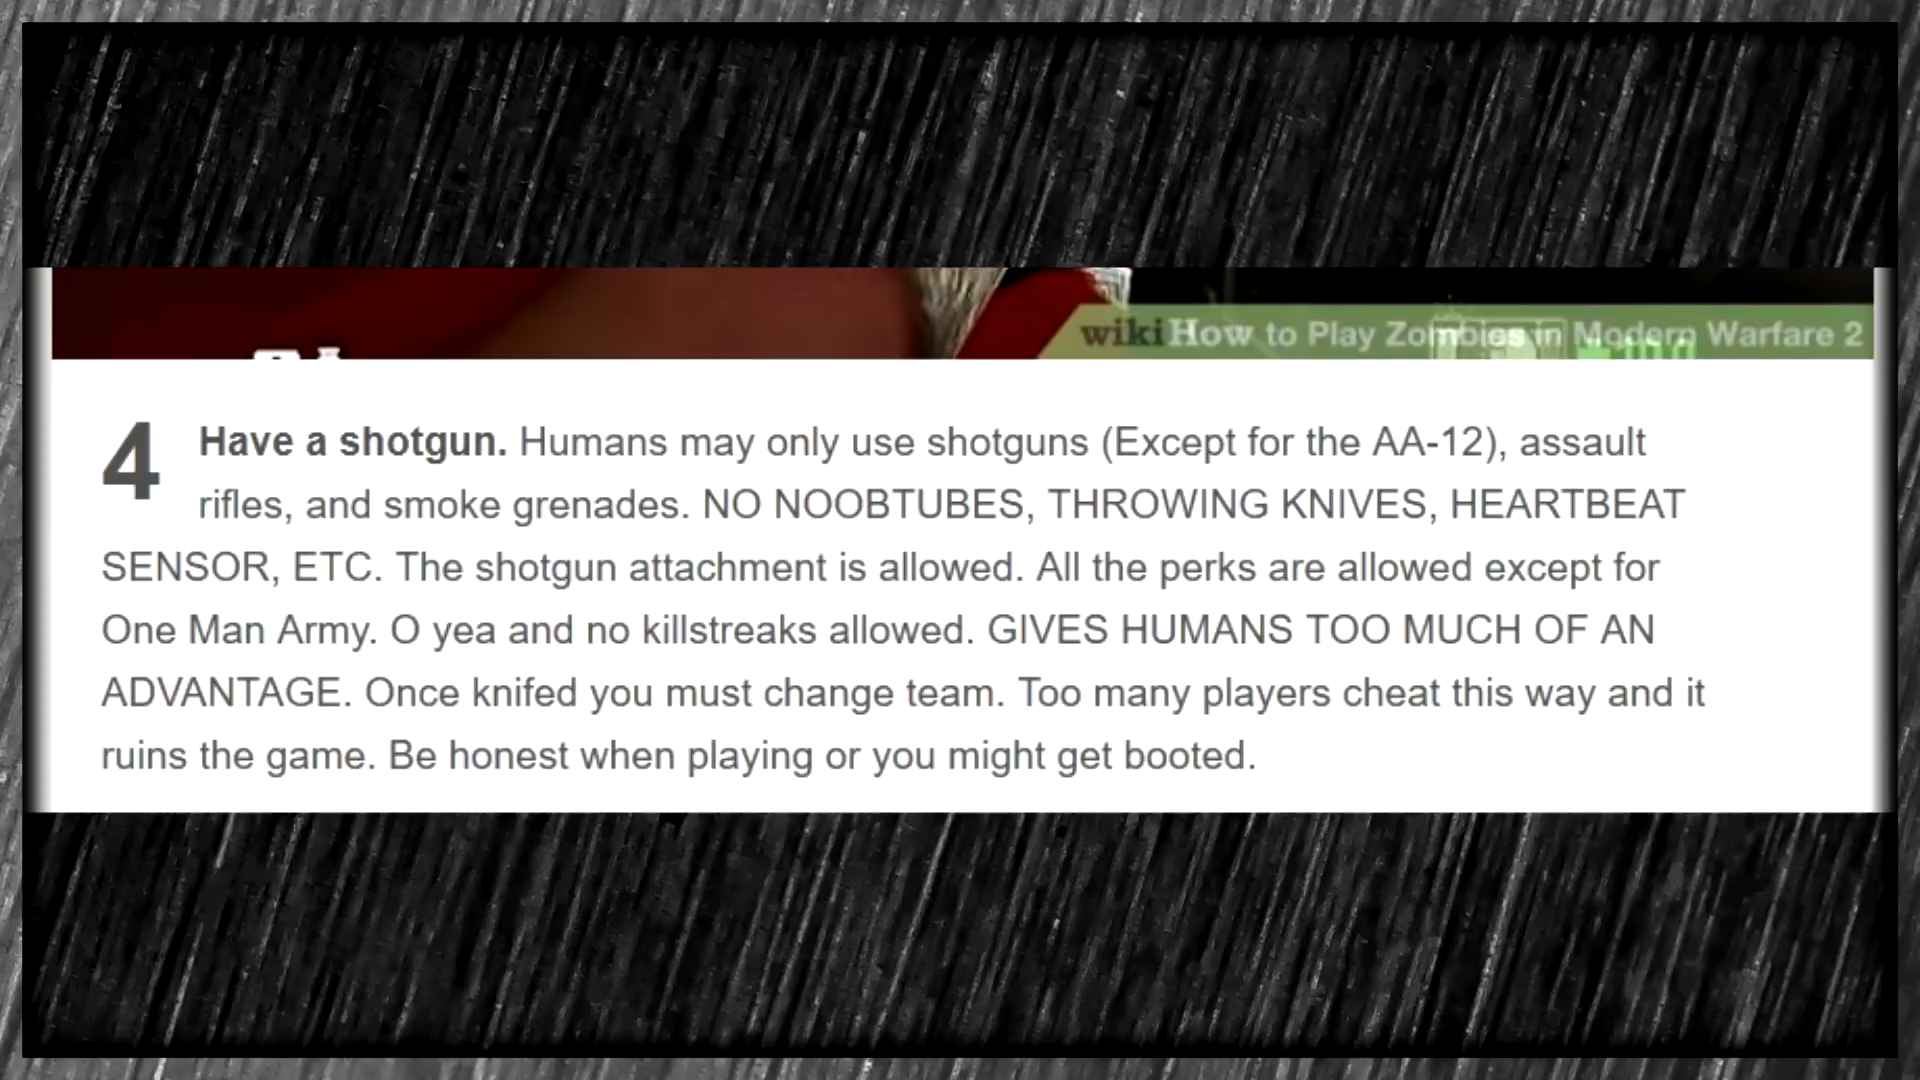 wikiHow to Play Zombies in Modern Warfare 2
4 Have a shotgun. Humans may only use shotguns (Except for the AA-12), assault
rifles, and smoke grenades. NO NOOBTUBES, THROWING KNIVES, HEARTBEAT
SENSOR, ETC. The shotgun attachment is allowed. All the perks are allowed except for
One Man Army. O yea and no killstreaks allowed. GIVES HUMANS TOO MUCH OF AN
ADVANTAGE. Once knifed you must change team. Too many players cheat this way and it
ruins the game. Be honest when playing or you might get booted.